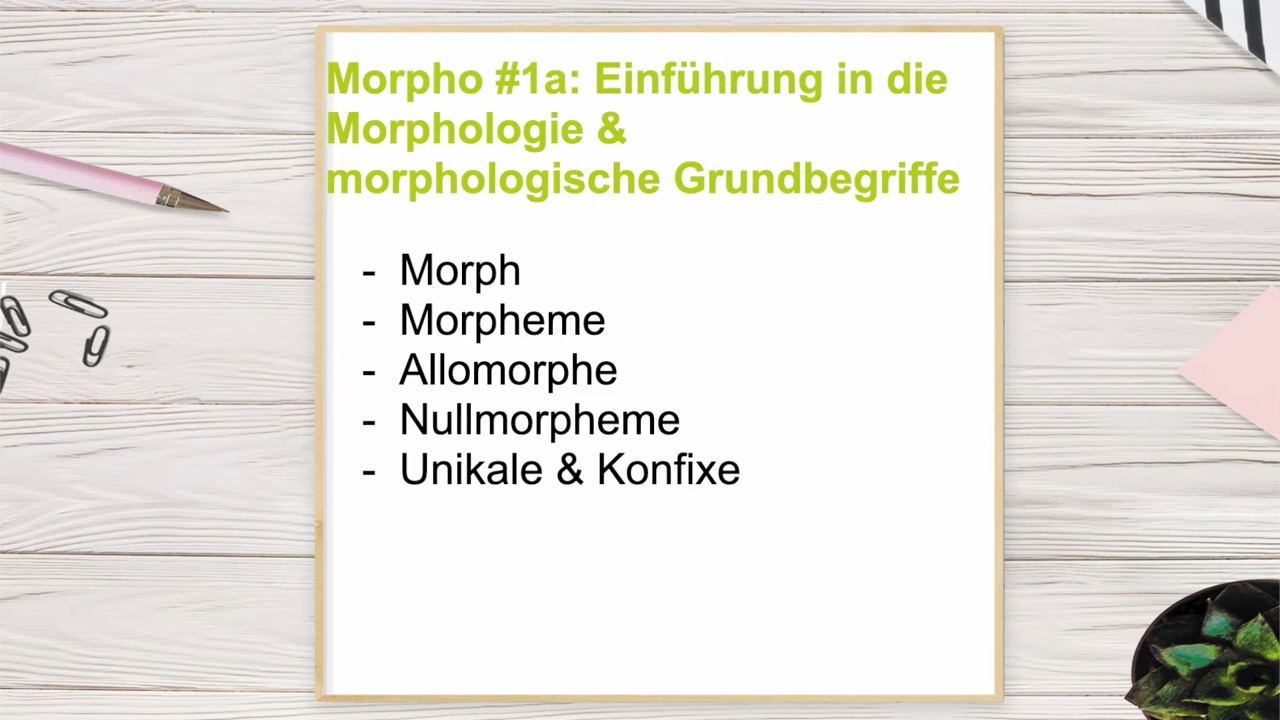 Morpho #1a: Einführung in die
Morphologie &
morphologische Grundbegriffe
- Morph
- Morpheme
- Allomorphe
- Nullmorpheme
- Unikale & Konfixe